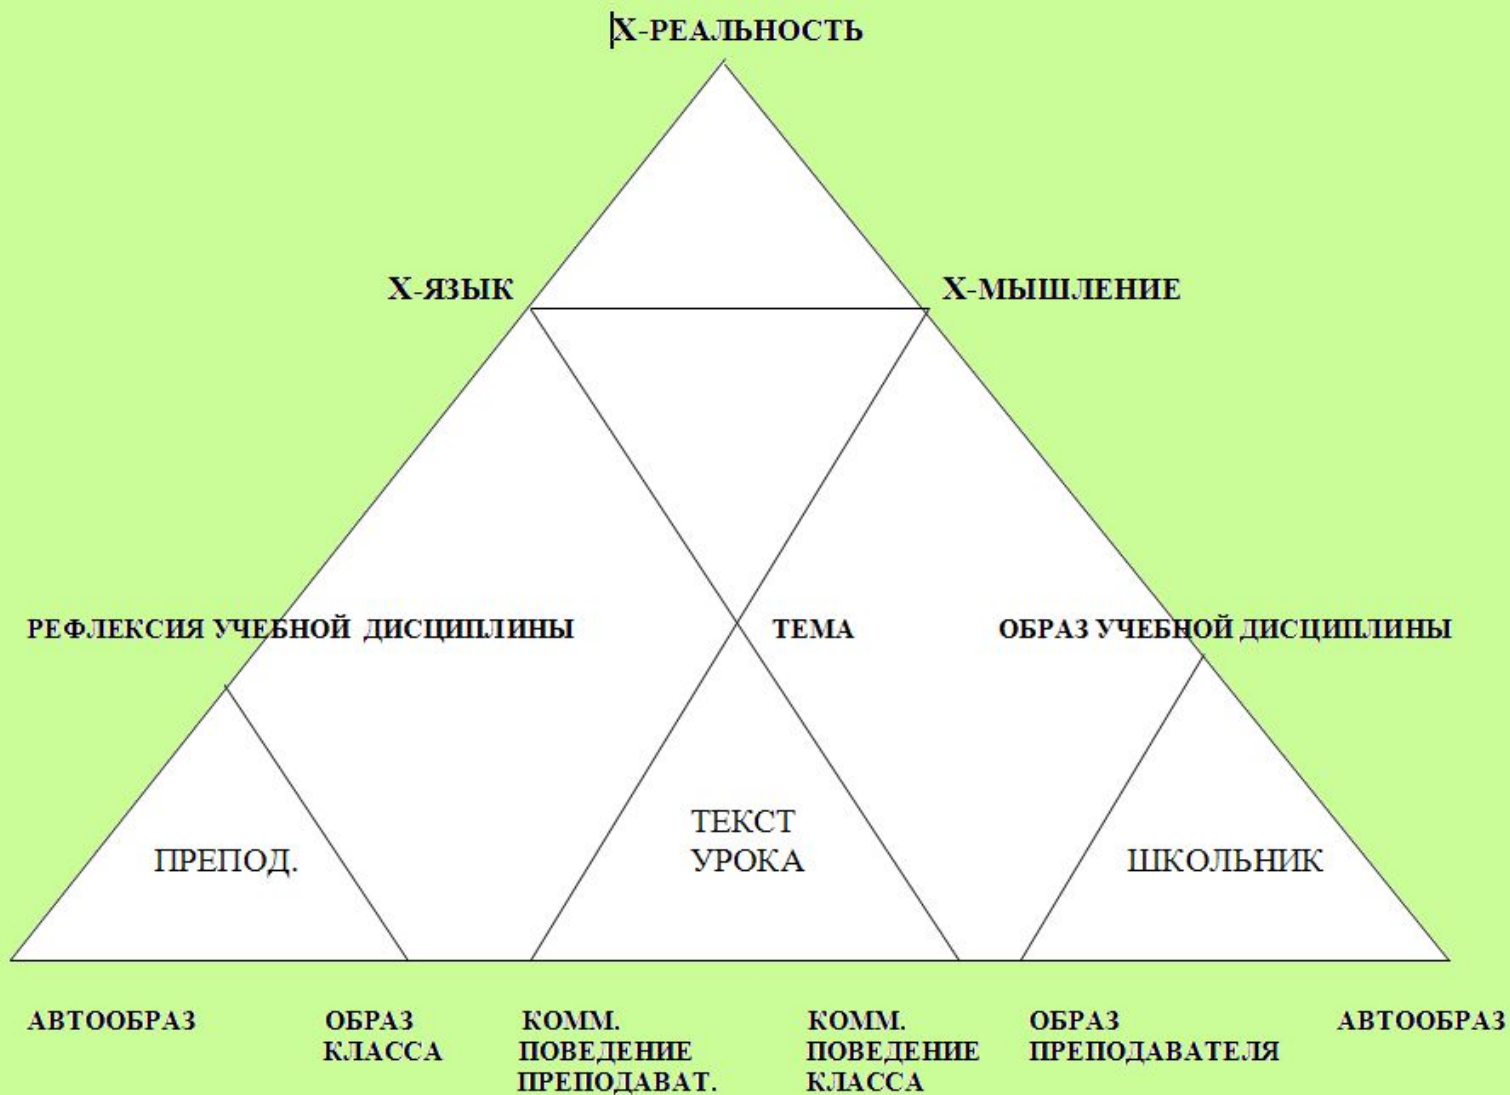 Х-РЕАЛЬНОСТЬ
Х-ЯЗЫК
Х-МЫШЛЕНИЕ
РЕФЛЕКСИЯ УЧЕБНОЙ ДИСЦИПЛИНЫ
ТЕМА
ОБРАЗ УЧЕБНОЙ ДИСЦИПЛИНЫ
ПРЕПОД.
ТЕКСТ
УРОКА
ШКОЛЬНИК
АВТООБРАЗ
ОБРАЗ
КЛАССА
КОММ.
ПОВЕДЕНИЕ
ПРЕПОДАВАТ.
КОММ.
ПОВЕДЕНИЕ
КЛАССА
ОБРАЗ
ПРЕПОДАВАТЕЛЯ
АВТООБРАЗ